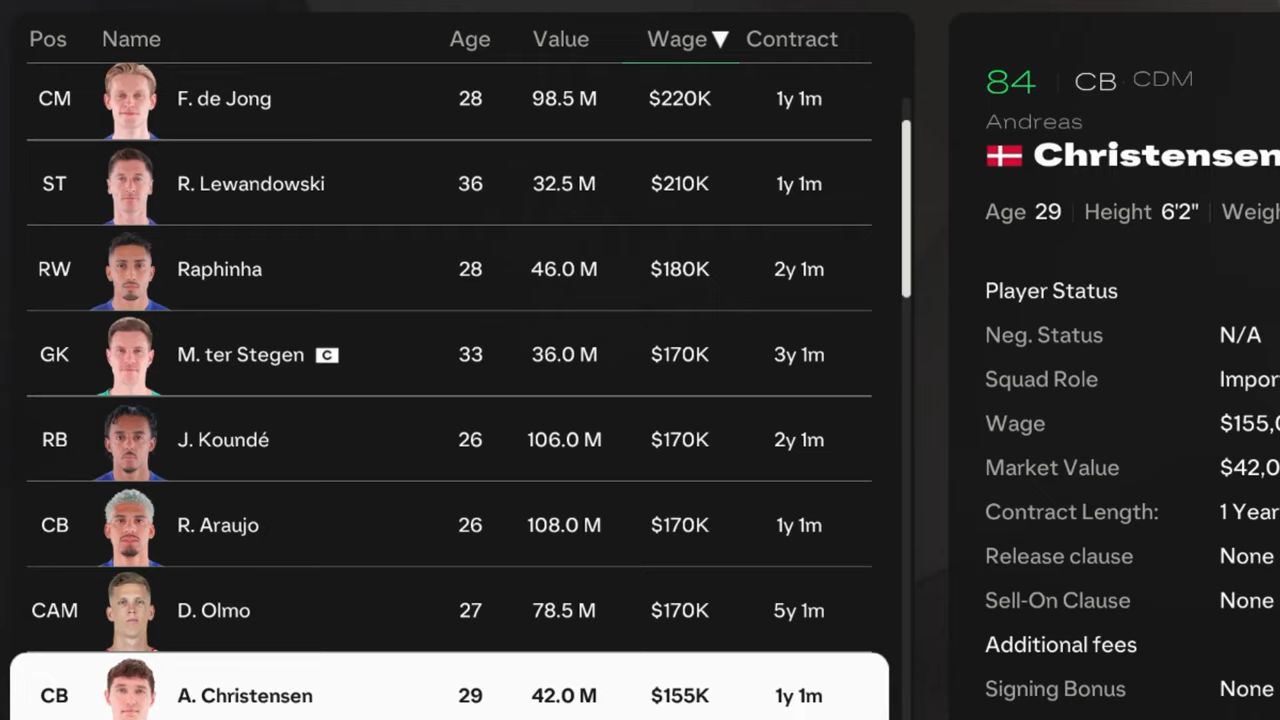 Pos Name Age Value Wage ▼ Contract
CM F. de Jong 28 98.5 M $220K 1y 1m
ST R. Lewandowski 36 32.5 M $210K 1y 1m
RW Raphinha 28 46.0 M $180K 2y 1m
GK M. ter Stegen C 33 36.0 M $170K 3y 1m
RB J. Koundé 26 106.0 M $170K 2y 1m
CB R. Araujo 26 108.0 M $170K 1y 1m
CAM D. Olmo 27 78.5 M $170K 5y 1m
CB A. Christensen 29 42.0 M $155K 1y 1m
84 CB CDM
Andreas
Christensen
Age 29 Height 6'2"
Player Status
Neg. Status N/A
Squad Role
Wage
Market Value
Contract Length: 1 Year
Release clause None
Sell-On Clause None
Additional fees
Signing Bonus None